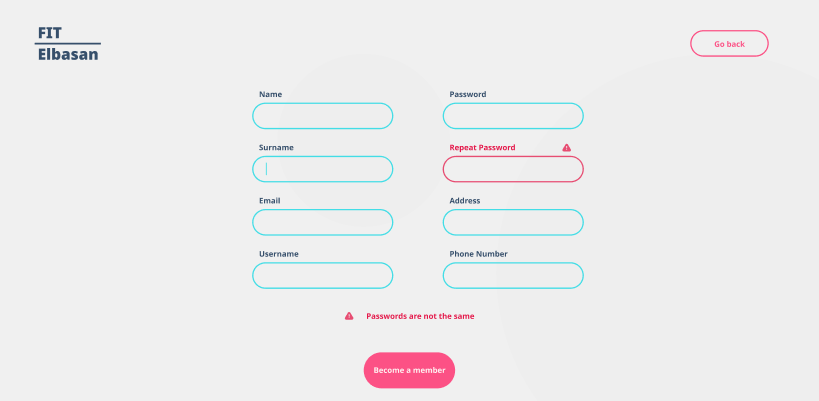 FIT
Elbasan
Go back
Name
Password
Surname
Repeat Password
Email
Address
Username
Phone Number
Passwords are not the same
Become a member